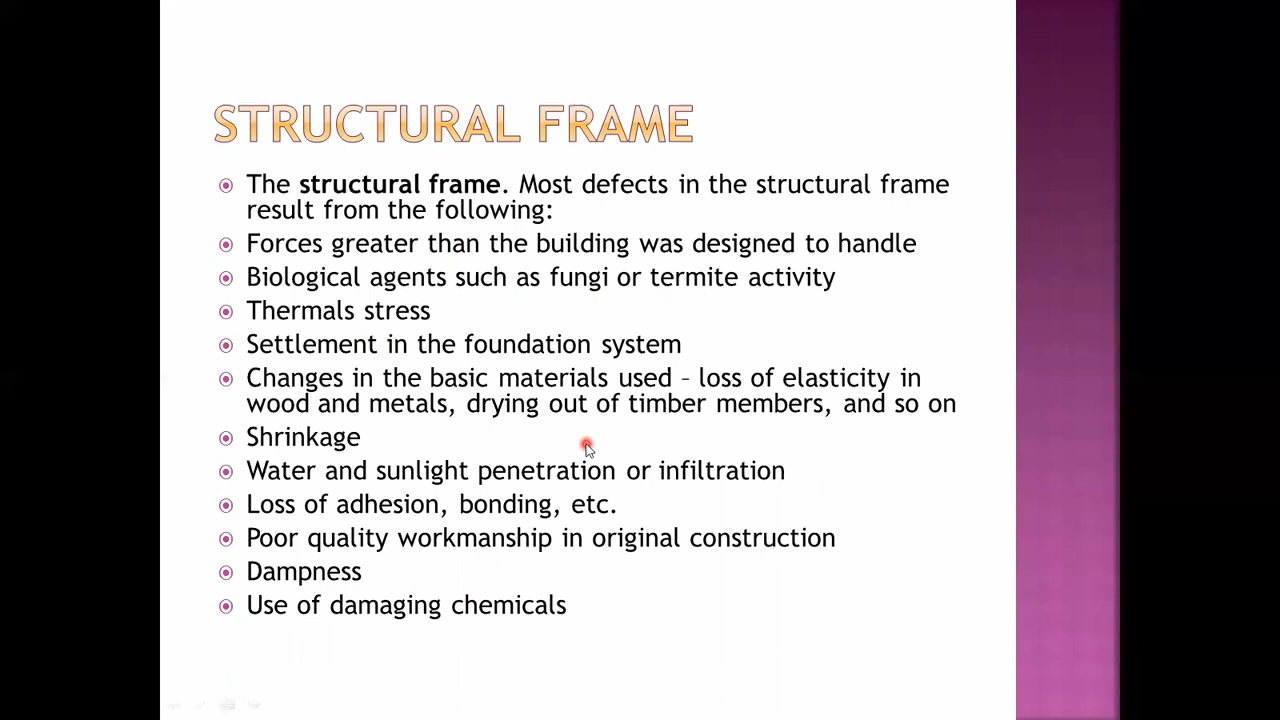 STRUCTURAL FRAME
The structural frame. Most defects in the structural frame
result from the following:
Forces greater than the building was designed to handle
Biological agents such as fungi or termite activity
Thermals stress
Settlement in the foundation system
Changes in the basic materials used – loss of elasticity in
wood and metals, drying out of timber members, and so on
Shrinkage
Water and sunlight penetration or infiltration
Loss of adhesion, bonding, etc.
Poor quality workmanship in original construction
Dampness
Use of damaging chemicals